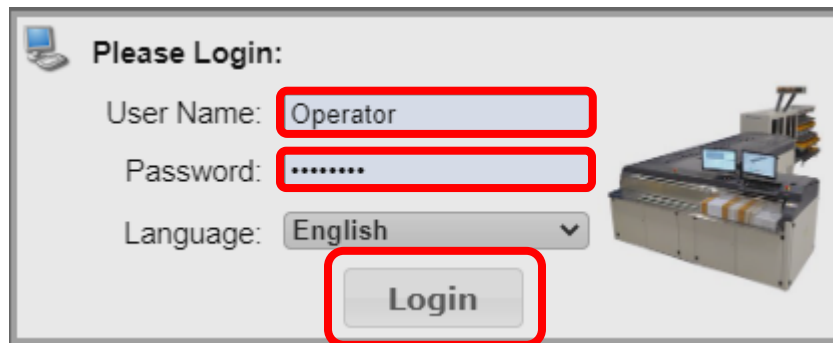 Please Login:
User Name: Operator
Password: ••••••••
Language: English
Login